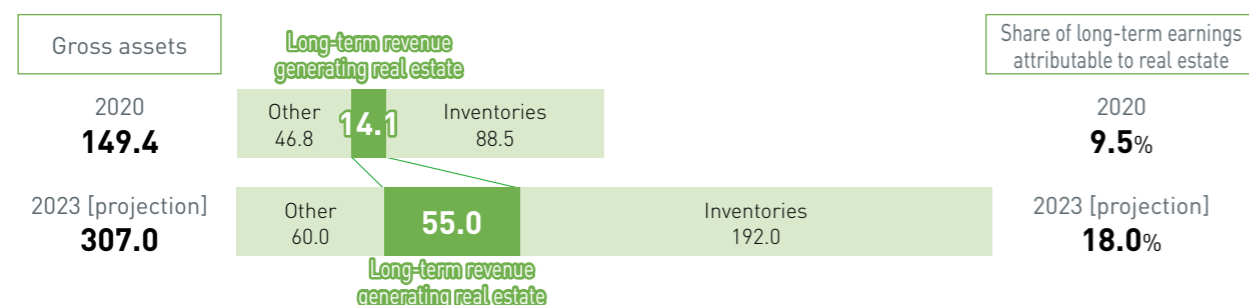 Gross assets
Long-term revenue
generating real estate
Share of long-term earnings
attributable to real estate
2020
149.4
Other
46.8
14.1
Inventories
88.5
2020
9.5%
2023 [projection]
307.0
Other
60.0
55.0
Inventories
192.0
2023 [projection]
18.0%
Long-term revenue
generating real estate